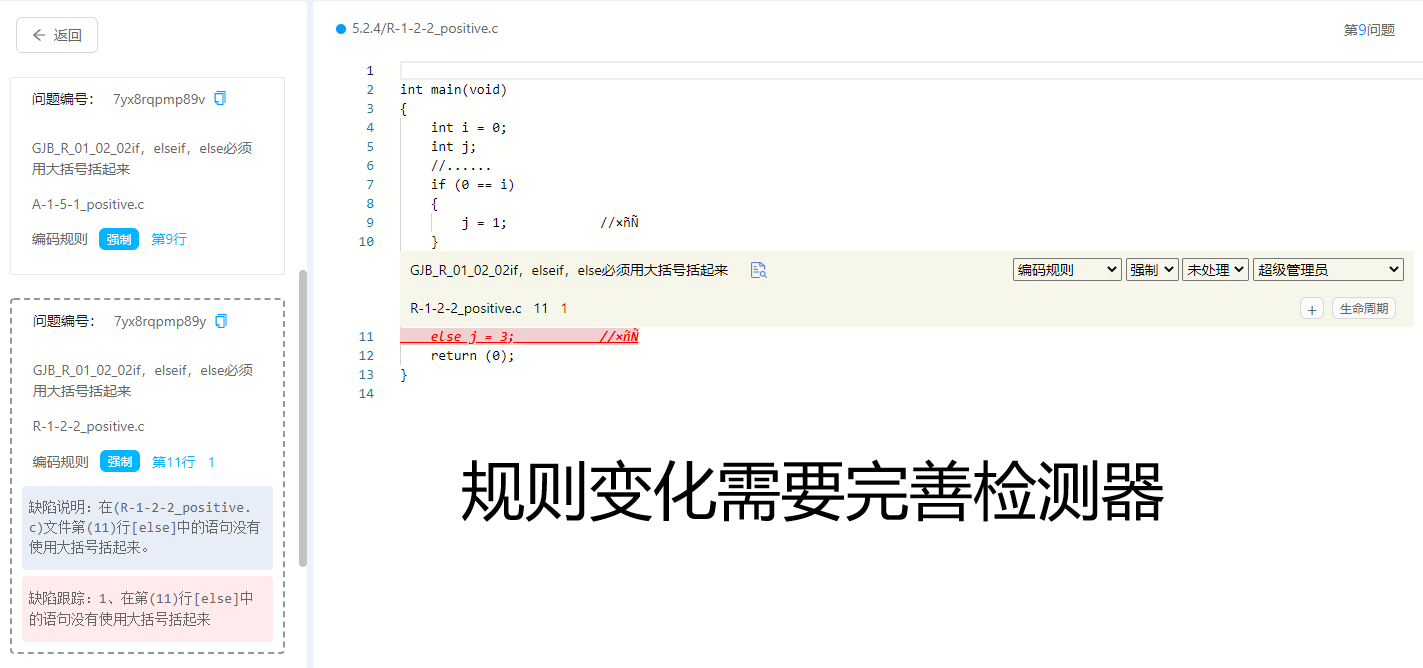 返回
问题编号： 7yx8rqpmp89v
GJB_R_01_02_02if，elseif，else必须
用大括号括起来
A-1-5-1_positive.c
编码规则 强制 第9行
问题编号： 7yx8rqpmp89y
GJB_R_01_02_02if，elseif，else必须
用大括号括起来
R-1-2-2_positive.c
编码规则 强制 第11行 1
缺陷说明：在(R-1-2-2_positive.
c)文件第(11)行[else]中的语句没有
使用大括号括起来。
缺陷跟踪：1、在第(11)行[else]中
的语句没有使用大括号括起来
5.2.4/R-1-2-2_positive.c
第9问题
1
2 int main(void)
3 {
4 int i = 0;
5 int j;
6 //......
7 if (0 == i)
8 {
9 j = 1; //×ñÑ
10 }
GJB_R_01_02_02if，elseif，else必须用大括号括起来 编码规则 强制 未处理 超级管理员
R-1-2-2_positive.c 11 1 + 生命周期
11 else j = 3; //×ñÑ
12 return (0);
13 }
14
规则变化需要完善检测器